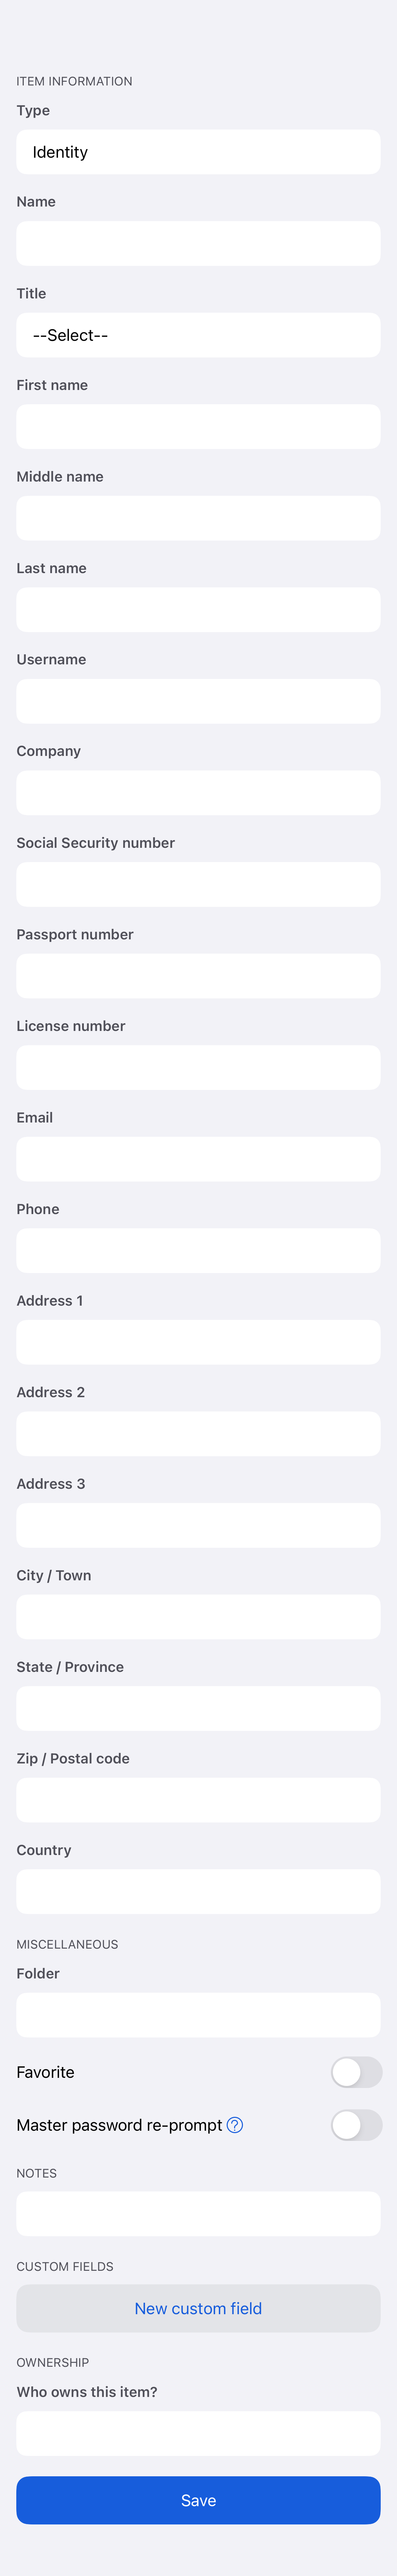 ITEM INFORMATION
Type
Identity
Name
Title
--Select--
First name
Middle name
Last name
Username
Company
Social Security number
Passport number
License number
Email
Phone
Address 1
Address 2
Address 3
City / Town
State / Province
Zip / Postal code
Country
MISCELLANEOUS
Folder
Favorite
Master password re-prompt ?
NOTES
CUSTOM FIELDS
New custom field
OWNERSHIP
Who owns this item?
Save